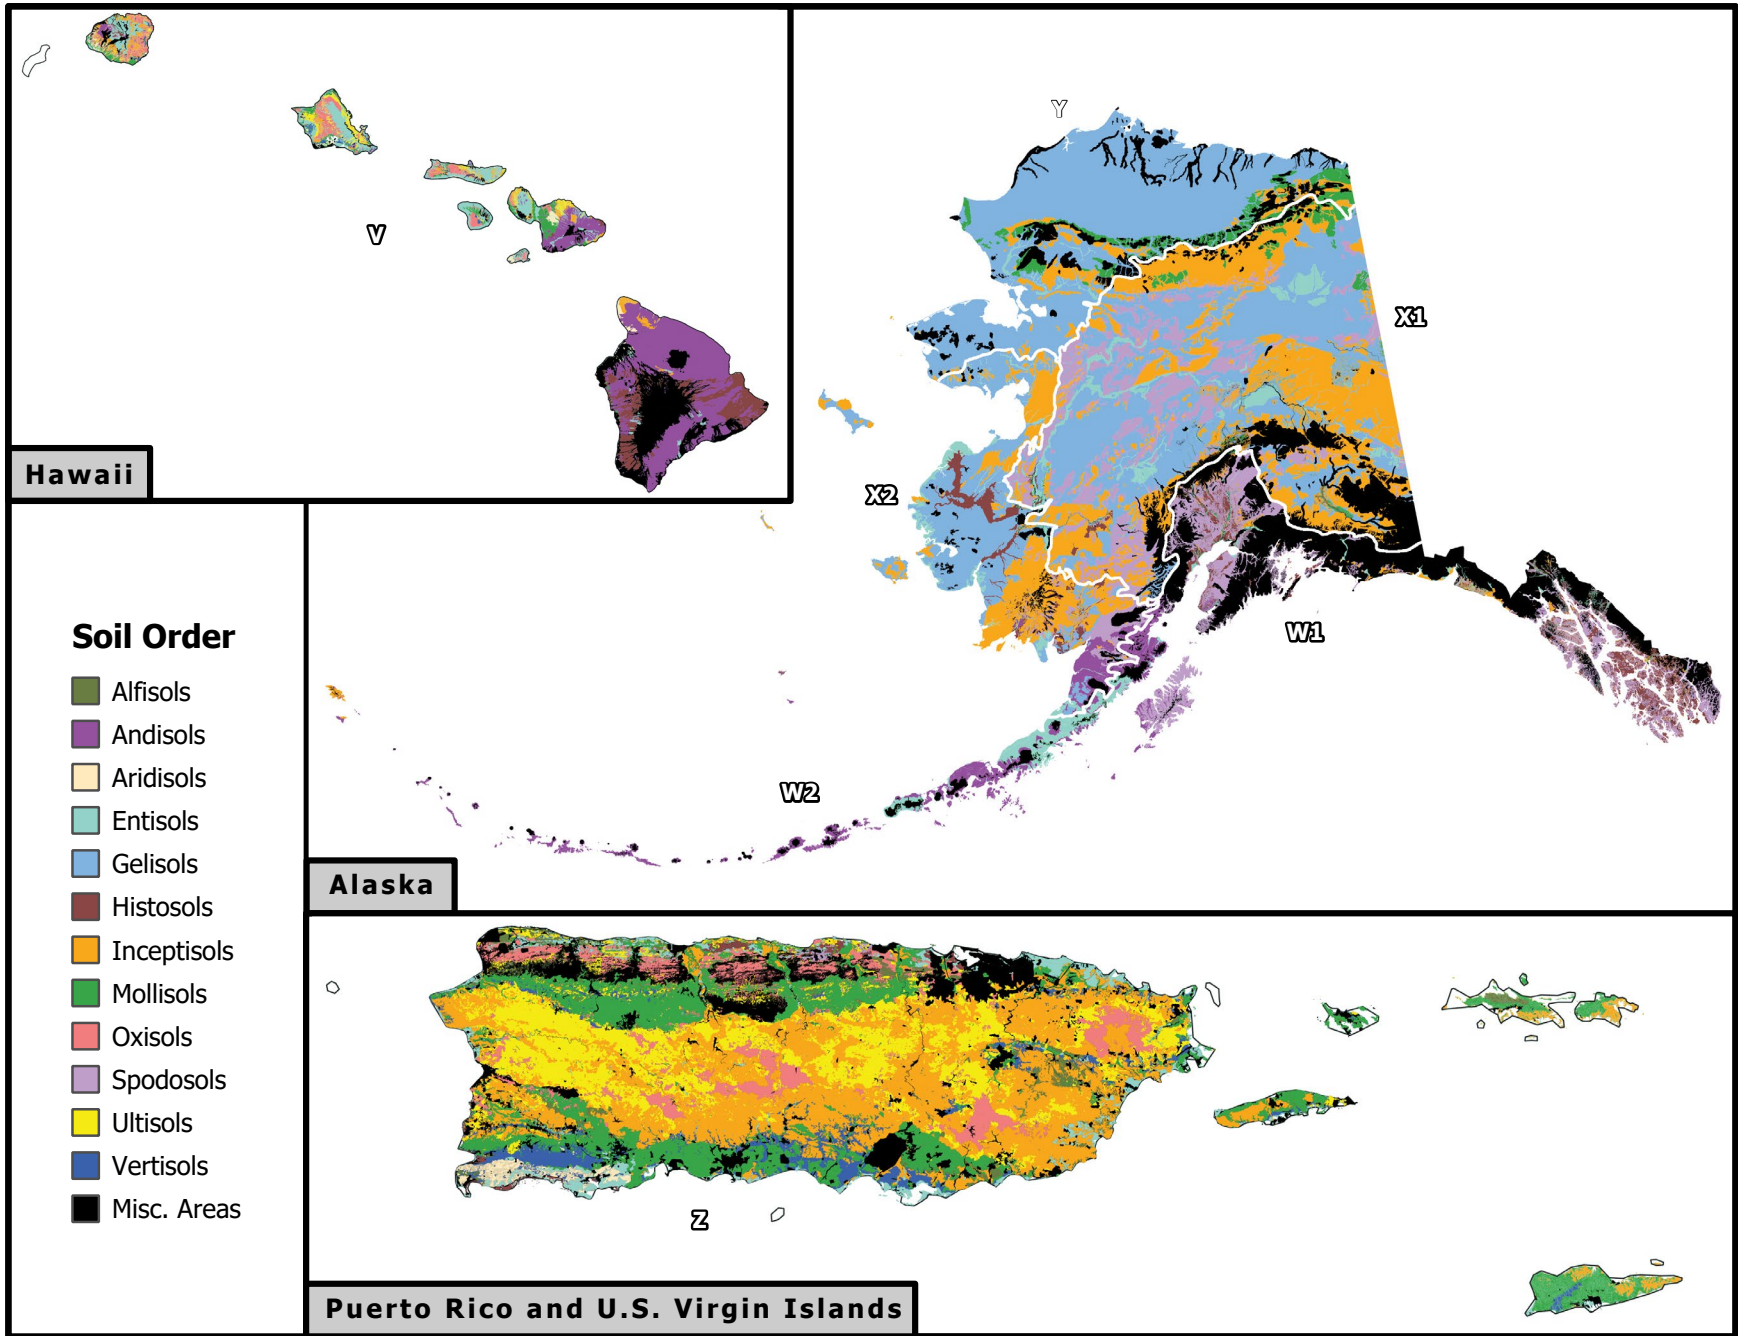 Y
V
X1
Hawaii
X2
W1
Soil Order
Alfisols
Andisols
Aridisols
Entisols
Gelisols
Histosols
Inceptisols
Mollisols
Oxisols
Spodosols
Ultisols
Vertisols
Misc. Areas
W2
Alaska
Z
Puerto Rico and U.S. Virgin Islands